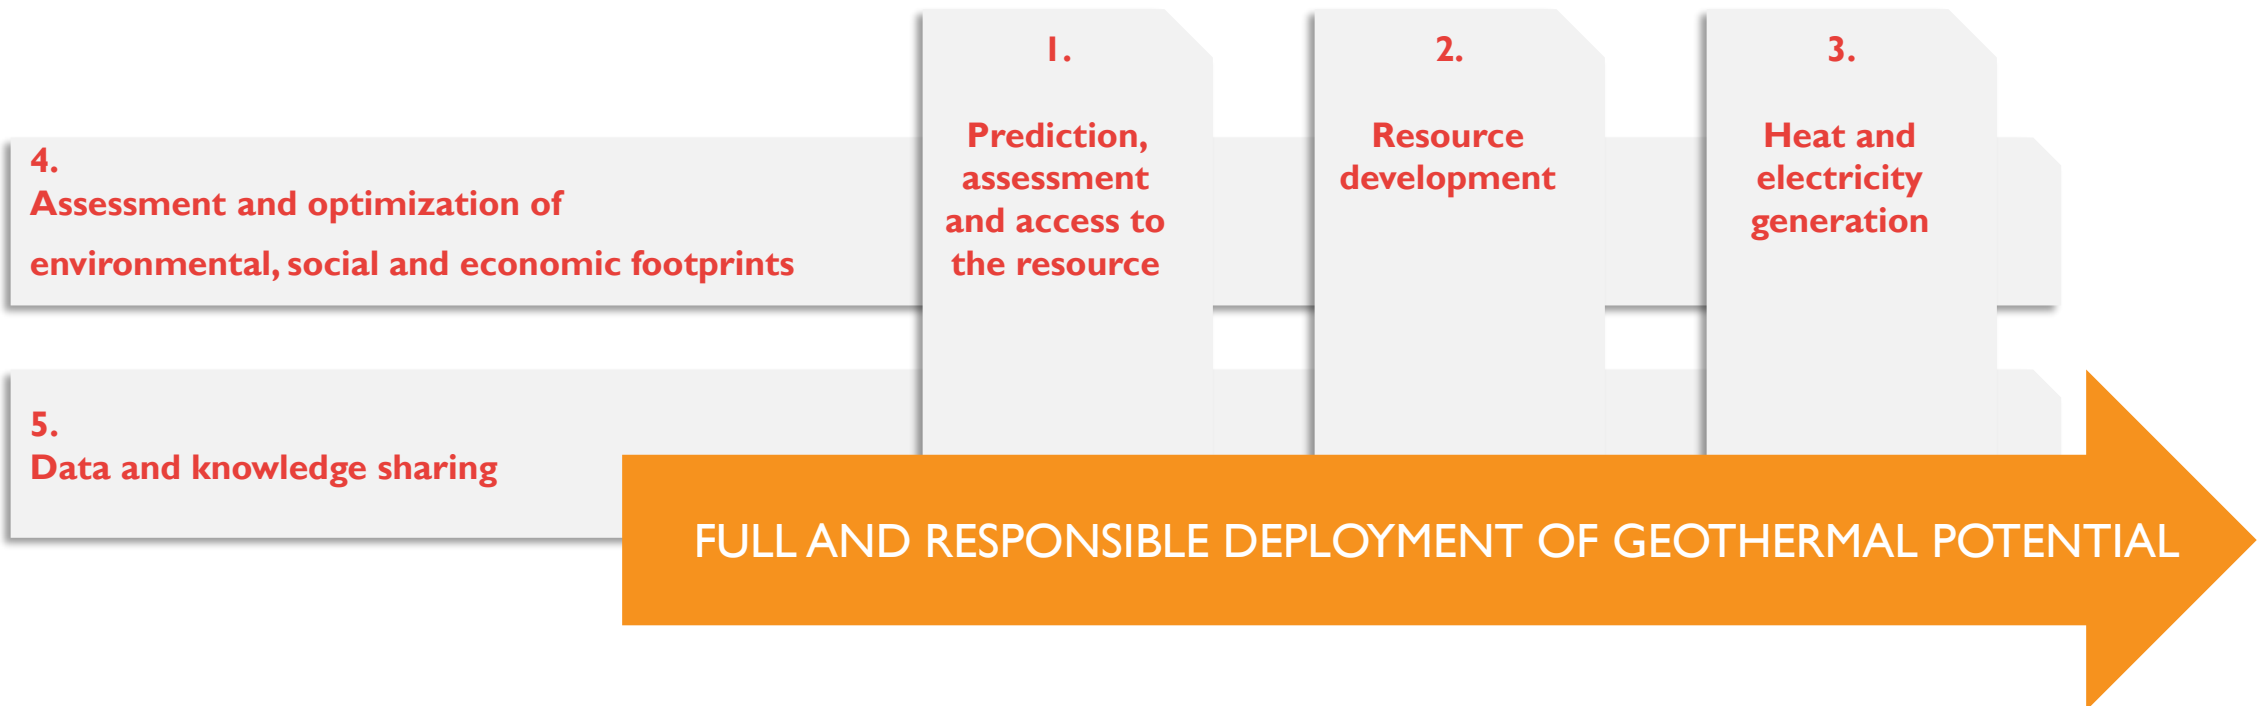 1.
Prediction,
assessment
and access to
the resource
2.
Resource
development
3.
Heat and
electricity
generation
4.
Assessment and optimization of
environmental, social and economic footprints
5.
Data and knowledge sharing
FULL AND RESPONSIBLE DEPLOYMENT OF GEOTHERMAL POTENTIAL